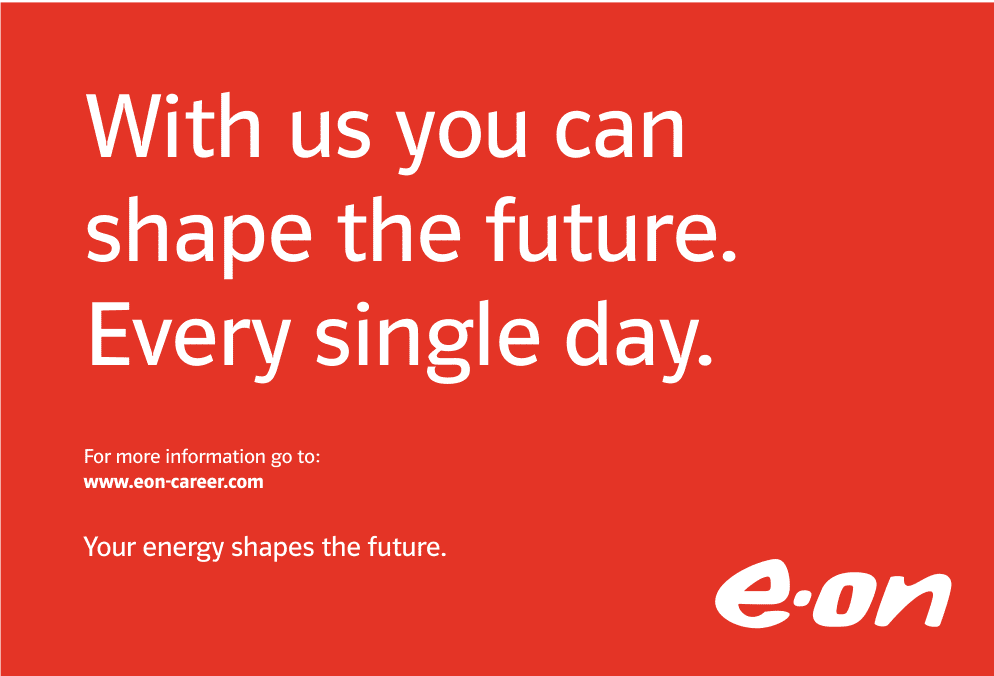 With us you can
shape the future.
Every single day.
For more information go to:
www.eon-career.com
Your energy shapes the future.
e·on